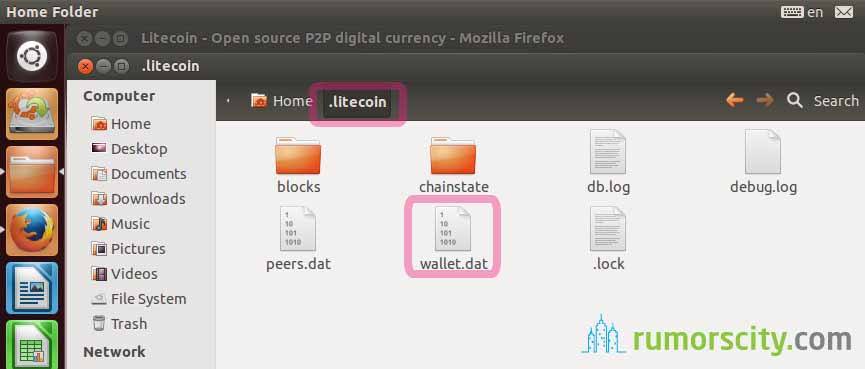 Home Folder
en
Litecoin - Open source P2P digital currency - Mozilla Firefox
.litecoin
Computer
Home
Desktop
Documents
Downloads
Music
Pictures
Videos
File System
Trash
Network
Home
.litecoin
Search
blocks
chainstate
db.log
debug.log
1
10
101
1010
peers.dat
1
10
101
1010
wallet.dat
.lock
rumorscity.com